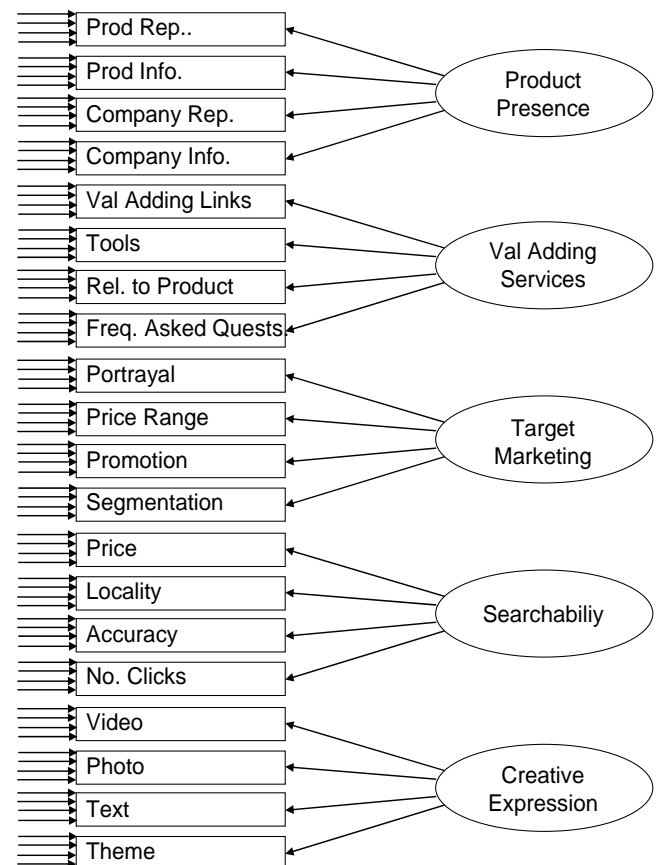 Prod Rep..
Prod Info.
Company Rep.
Company Info.
Product
Presence
Val Adding Links
Tools
Rel. to Product
Freq. Asked Quests.
Val Adding
Services
Portrayal
Price Range
Promotion
Segmentation
Target
Marketing
Price
Locality
Accuracy
No. Clicks
Searchabiliy
Video
Photo
Text
Theme
Creative
Expression